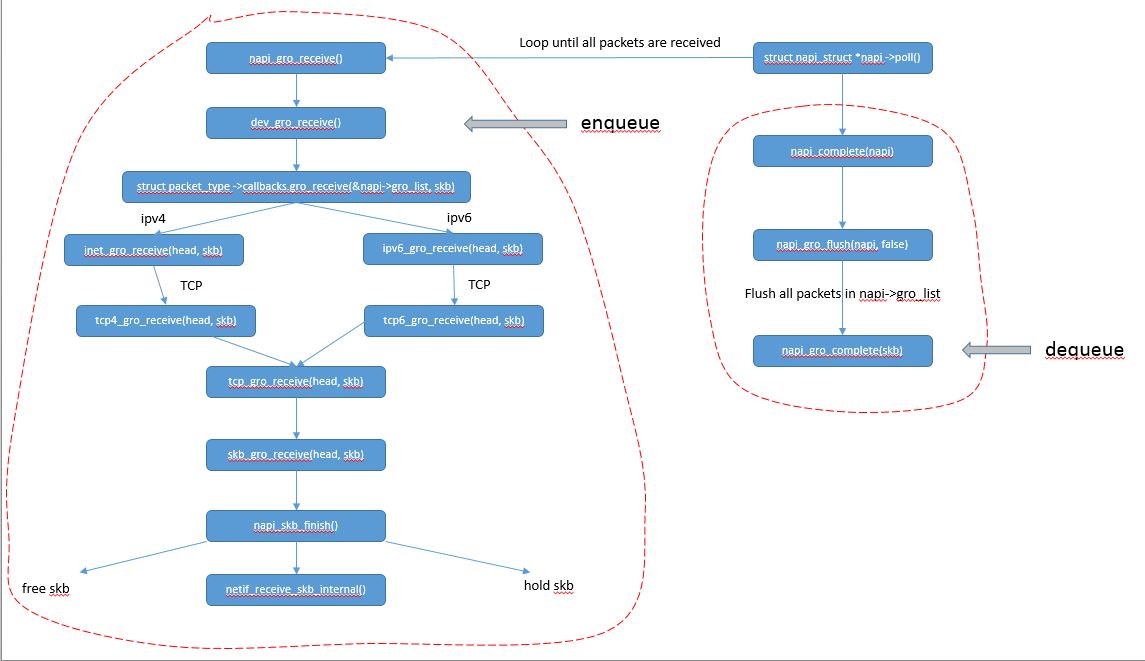 Loop until all packets are received
napi_gro_receive()
struct napi_struct *napi->poll()
dev_gro_receive()
enqueue
napi_complete(napi)
struct packet_type ->callbacks.gro_receive(&napi->gro_list, skb)
ipv4
ipv6
inet_gro_receive(head, skb)
ipv6_gro_receive(head, skb)
napi_gro_flush(napi, false)
TCP
TCP
Flush all packets in napi->gro_list
tcp4_gro_receive(head, skb)
tcp6_gro_receive(head, skb)
napi_gro_complete(skb)
dequeue
tcp_gro_receive(head, skb)
skb_gro_receive(head, skb)
napi_skb_finish()
free skb
netif_receive_skb_internal()
hold skb